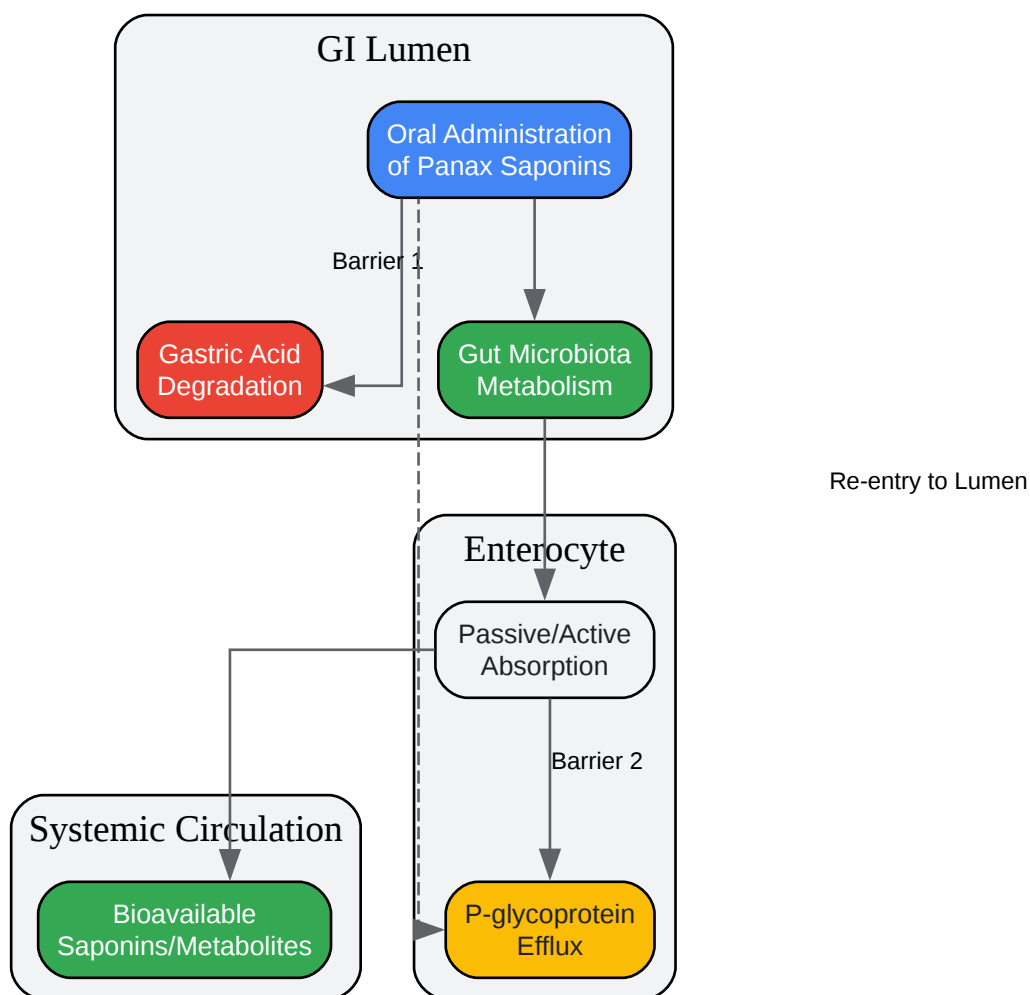 GI Lumen
Oral Administration
of Panax Saponins
Barrier 1
Gastric Acid
Degradation
Gut Microbiota
Metabolism
Re-entry to Lumen
Enterocyte
Passive/Active
Absorption
Barrier 2
Systemic Circulation
Bioavailable
Saponins/Metabolites
P-glycoprotein
Efflux